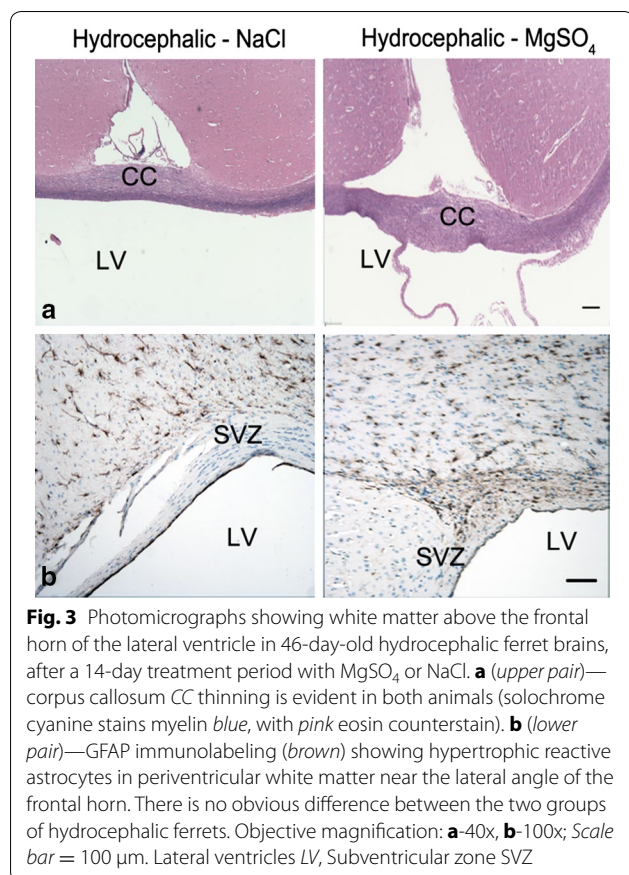 Hydrocephalic - NaCl
Hydrocephalic - MgSO₄
CC
LV
a
CC
LV
SVZ
LV
b
SVZ
LV
Fig. 3 Photomicrographs showing white matter above the frontal
horn of the lateral ventricle in 46-day-old hydrocephalic ferret brains,
after a 14-day treatment period with MgSO₄ or NaCl. a (upper pair)—
corpus callosum CC thinning is evident in both animals (solochrome
cyanine stains myelin blue, with pink eosin counterstain). b (lower
pair)—GFAP immunolabeling (brown) showing hypertrophic reactive
astrocytes in periventricular white matter near the lateral angle of the
frontal horn. There is no obvious difference between the two groups
of hydrocephalic ferrets. Objective magnification: a-40x, b-100x; Scale
bar = 100 μm. Lateral ventricles LV, Subventricular zone SVZ